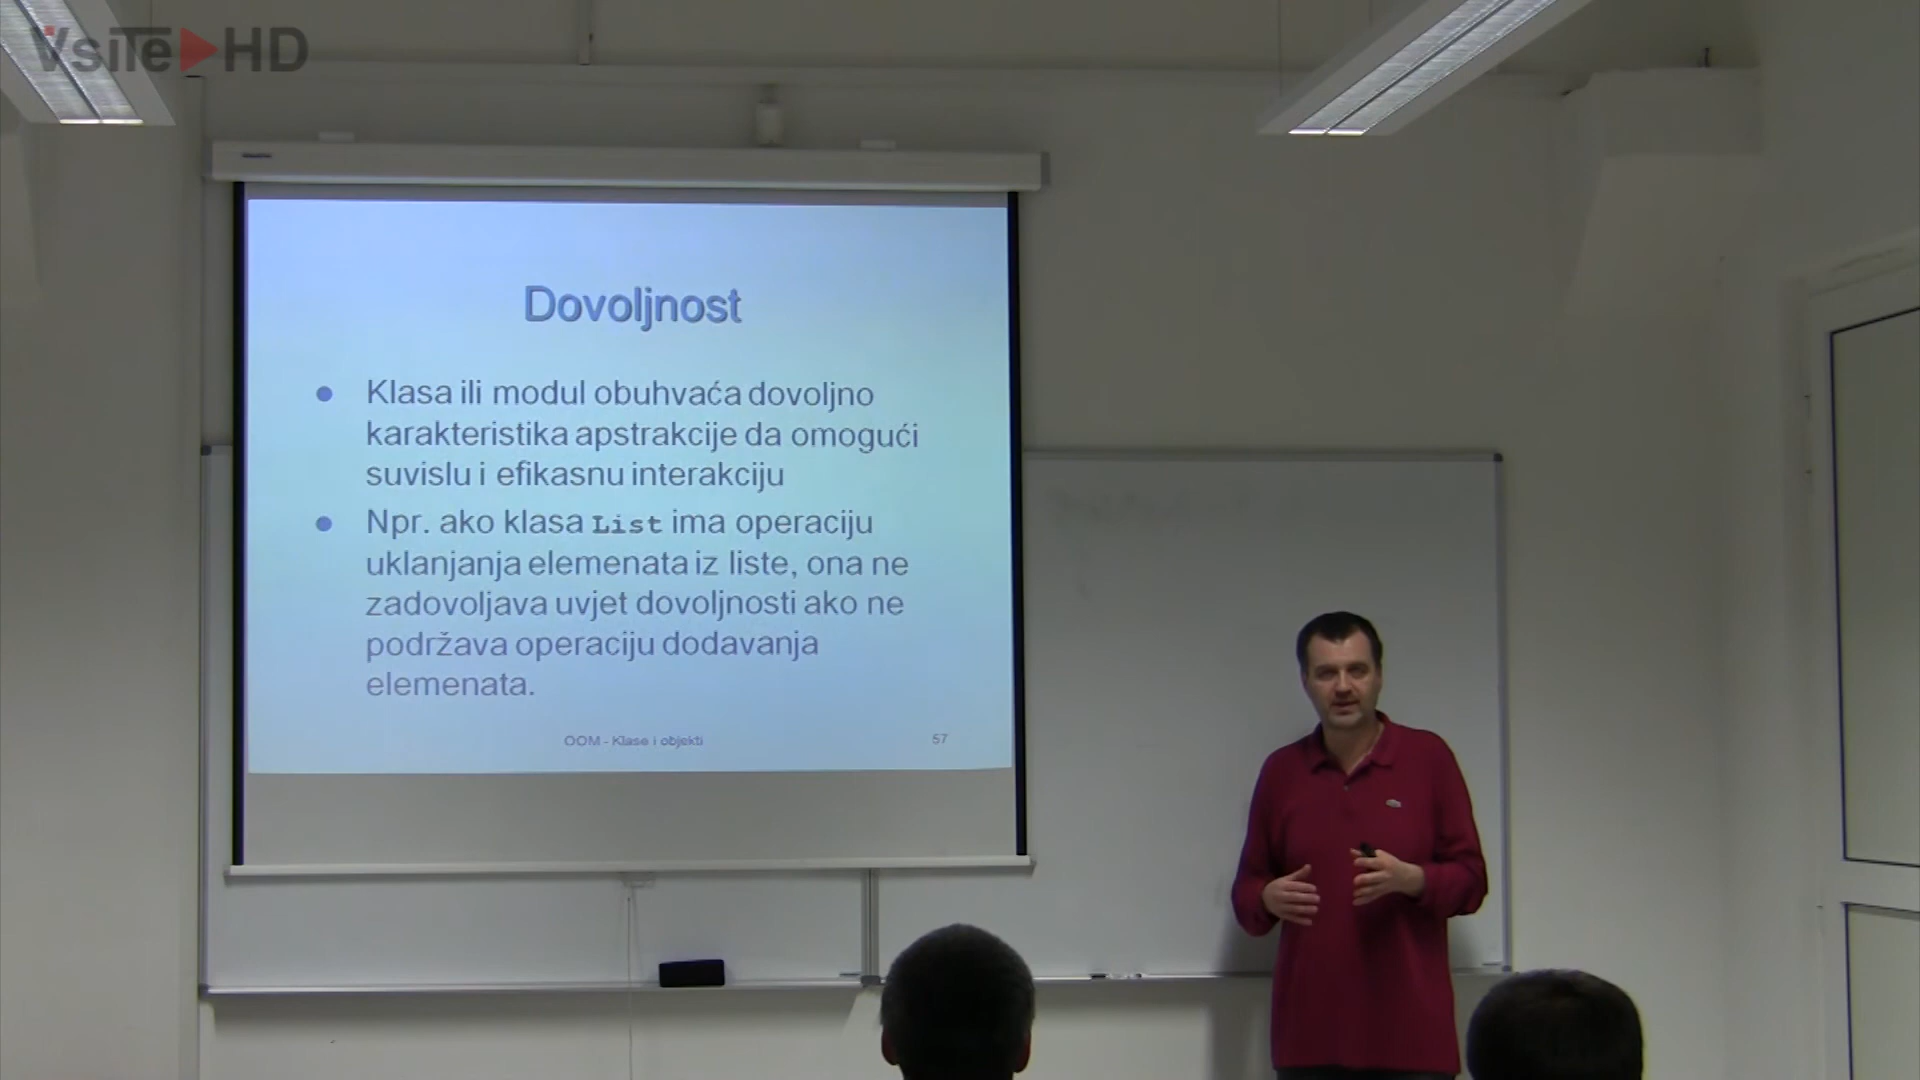 VsiTe HD
Dovoljnost
Klasa ili modul obuhvaća dovoljno
karakteristika apstrakcije da omogući
suvislu i efikasnu interakciju
Npr. ako klasa List ima operaciju
uklanjanja elemenata iz liste, ona ne
zadovoljava uvjet dovoljnosti ako ne
podržava operaciju dodavanja
elemenata.
OOM - Klase i objekti
57